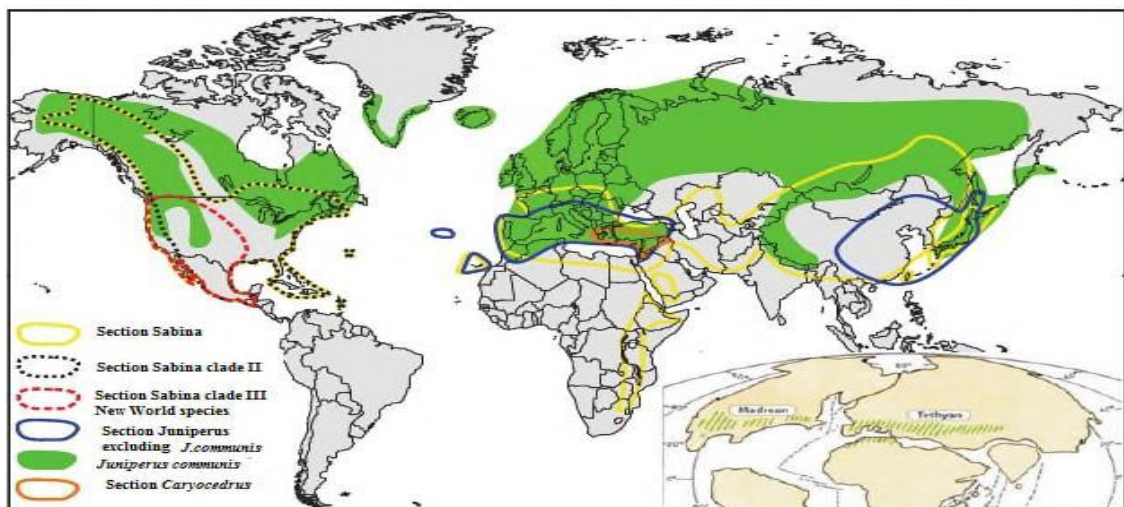 Section Sabina
Section Sabina clade II
Section Sabina clade III
New World species
Section Juniperus
excluding J.communis
Juniperus communis
Section Caryocedrus
Madrean
Tethyan